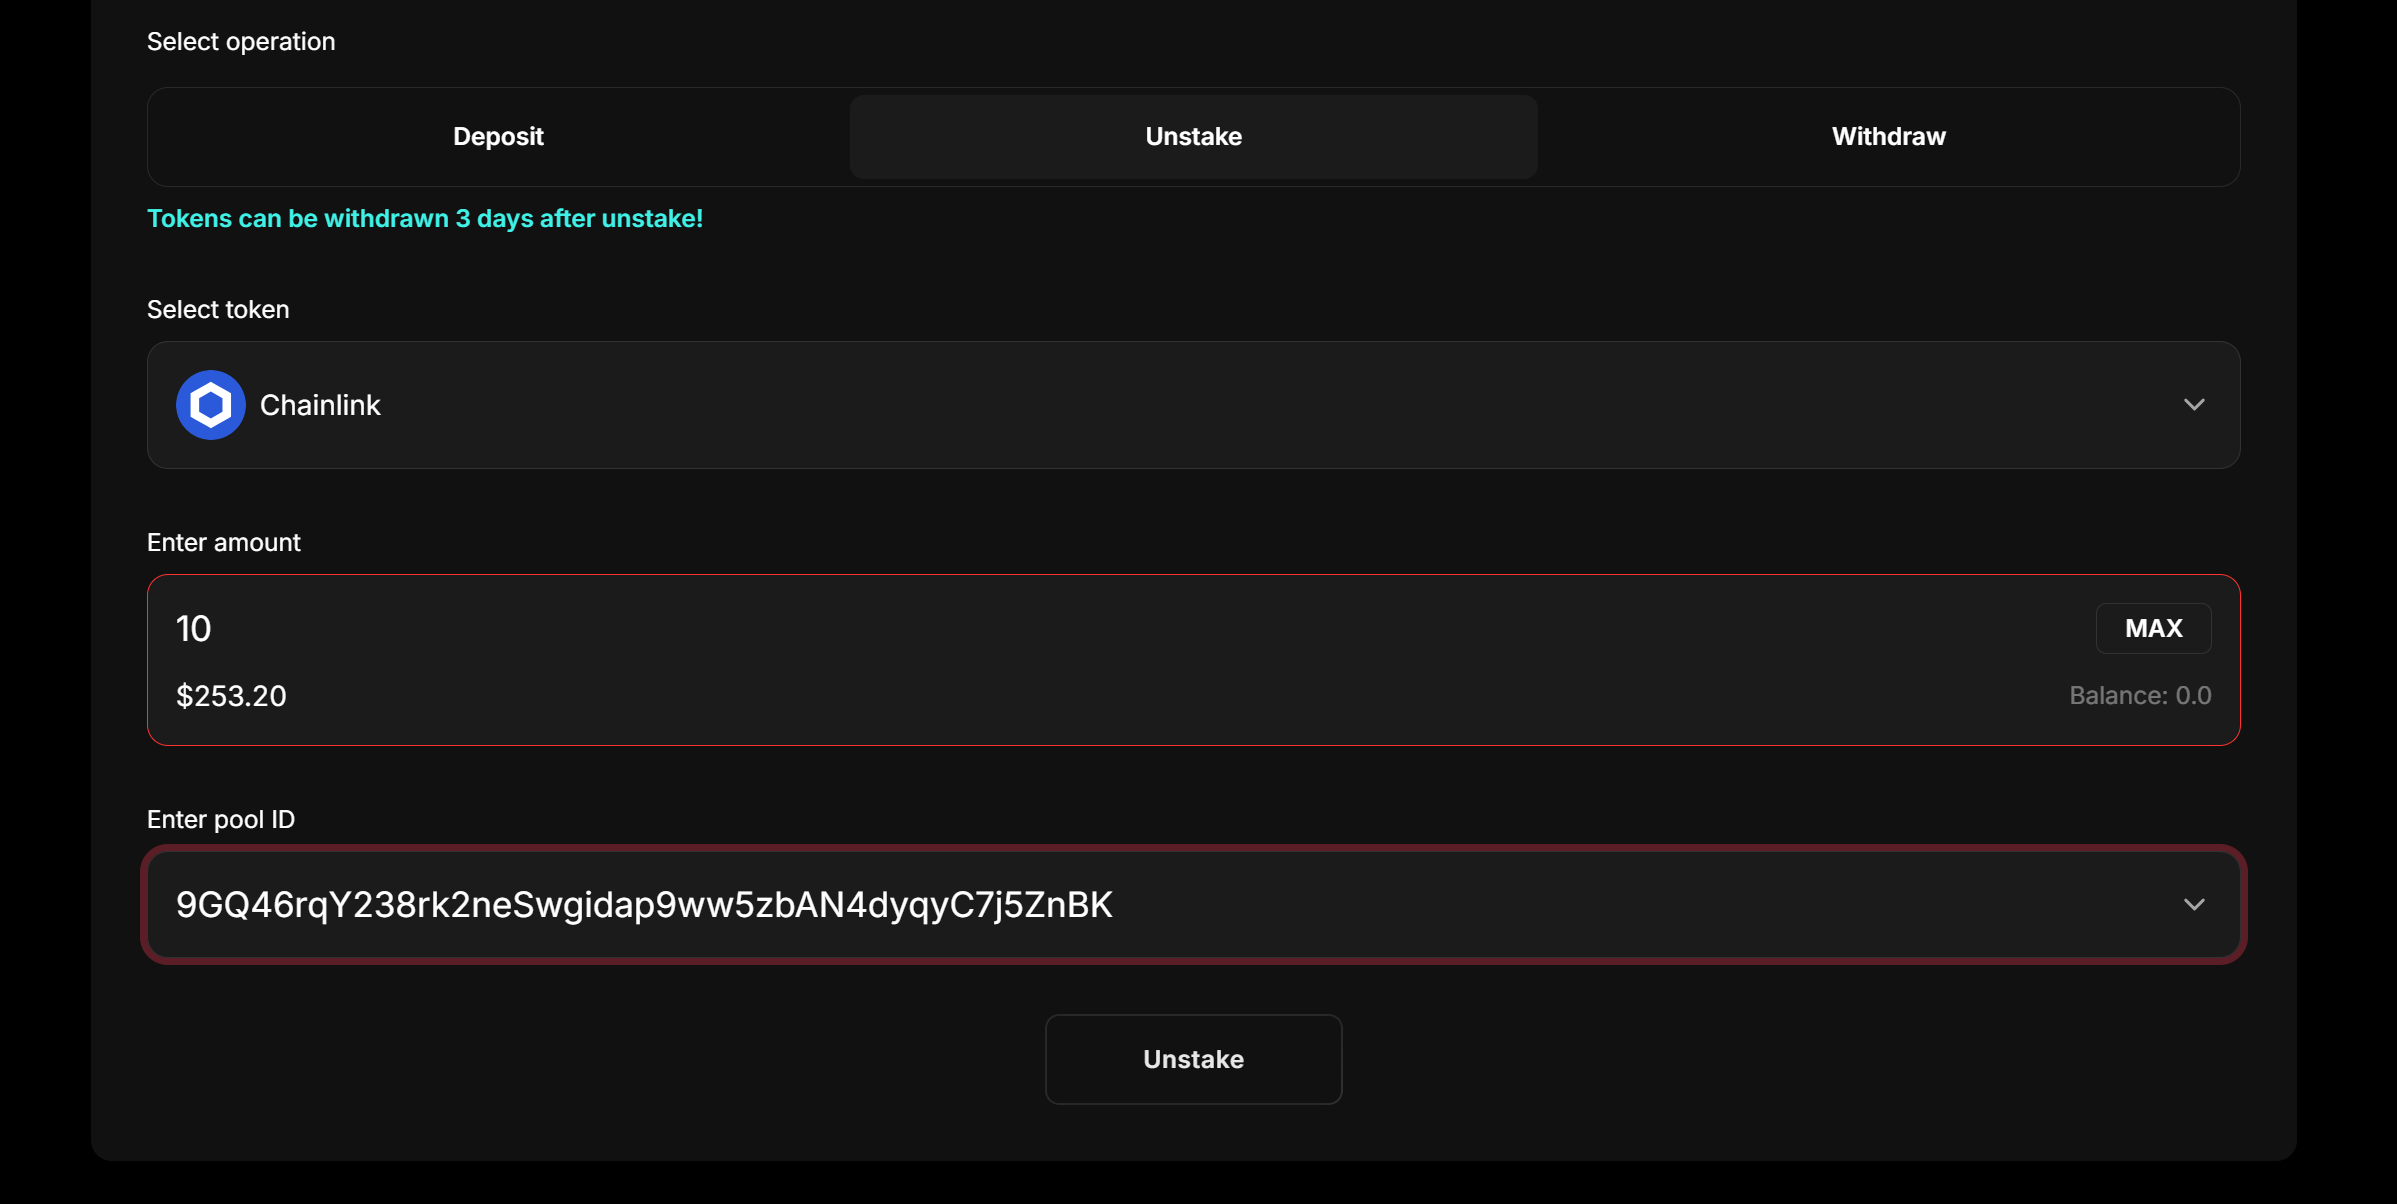 Select operation
Deposit Unstake Withdraw
Tokens can be withdrawn 3 days after unstake!
Select token
Chainlink
Enter amount
10 MAX
$253.20 Balance: 0.0
Enter pool ID
9GQ46rqY238rk2neSwgidap9ww5zbAN4dyqyC7j5ZnBK
Unstake